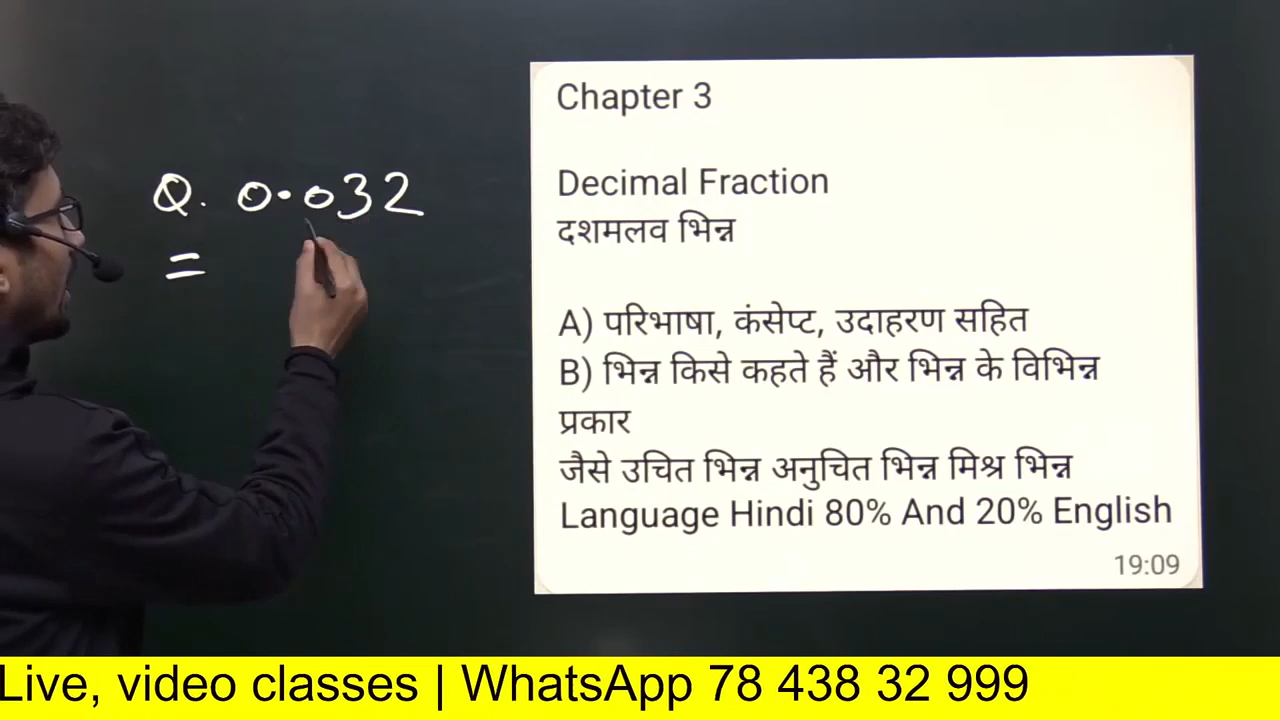 Q. 0.032
=
Chapter 3
Decimal Fraction
दशमलव भिन्न
A) परिभाषा, कंसेप्ट, उदाहरण सहित
B) भिन्न किसे कहते हैं और भिन्न के विभिन्न
प्रकार
जैसे उचित भिन्न अनुचित भिन्न मिश्र भिन्न
Language Hindi 80% And 20% English
19:09
Live, video classes | WhatsApp 78 438 32 999